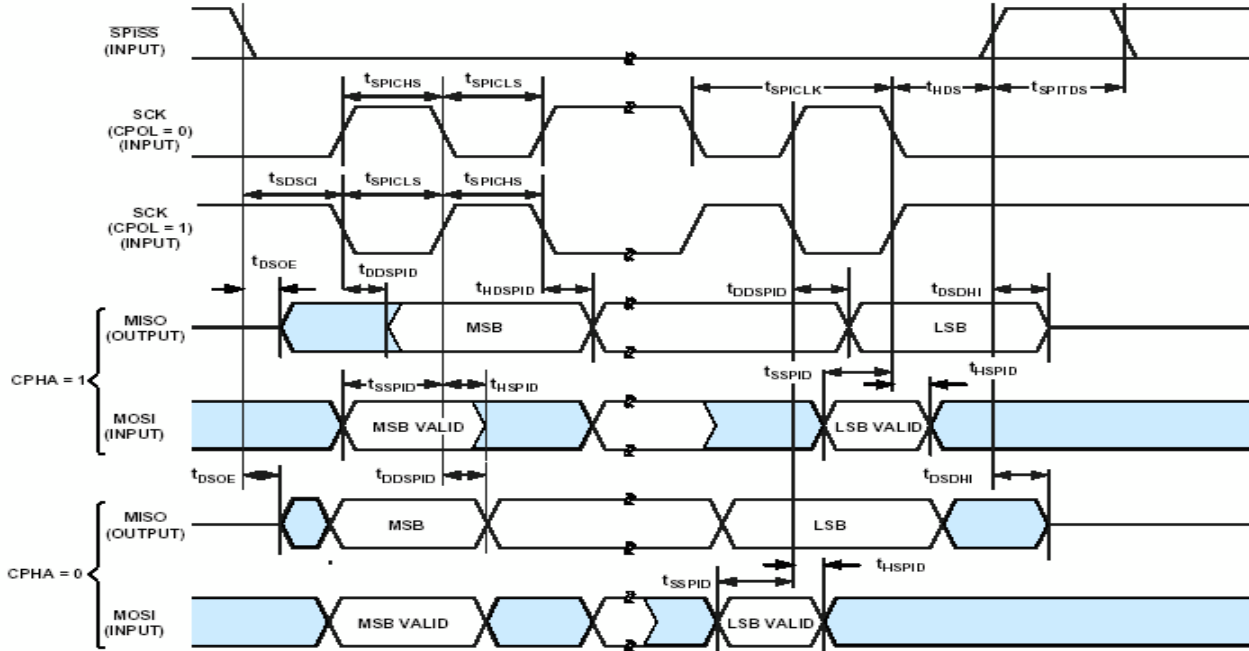 SPISS
(INPUT)
tSPICHS tSPICLS tSPICLK tHDS tSPITDS
SCK
(CPOL = 0)
(INPUT)
tSDSCI tSPICLS tSPICHS
SCK
(CPOL = 1)
(INPUT)
tDSOE tDDSPID tHDSPID tDDSPID tDSDHI
MISO
(OUTPUT)
MSB LSB
CPHA = 1
tSSPID tHSPID tSSPID tHSPID
MOSI
(INPUT)
MSB VALID LSB VALID
tDSOE tDDSPID tDSDHI
MISO
(OUTPUT)
MSB LSB
CPHA = 0
tSSPID tHSPID
MOSI
(INPUT)
MSB VALID LSB VALID